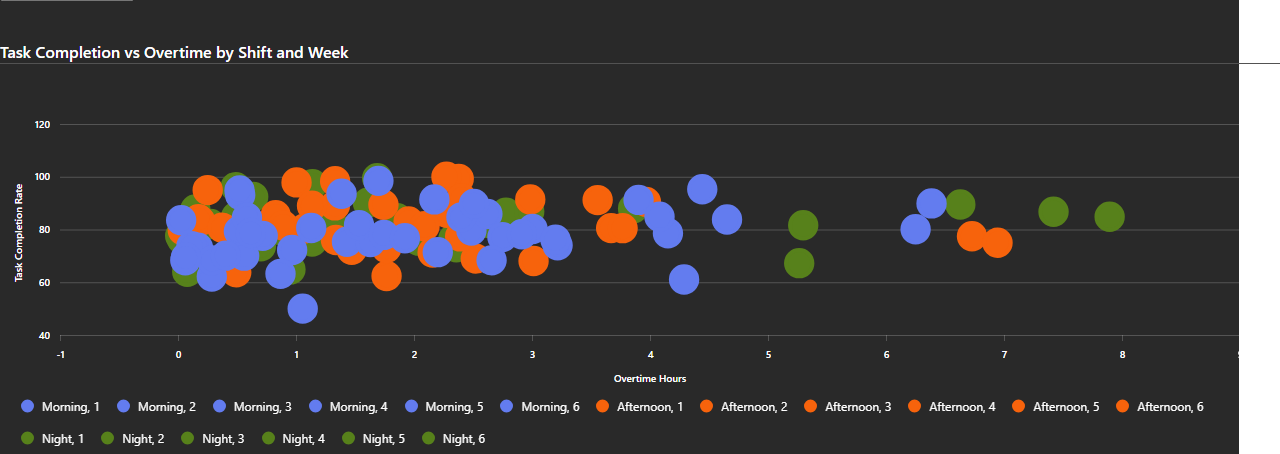 Task Completion vs Overtime by Shift and Week
120
100
80
60
40
Task Completion Rate
-1 0 1 2 3 4 5 6 7 8
Overtime Hours
Morning, 1 Morning, 2 Morning, 3 Morning, 4 Morning, 5 Morning, 6 Afternoon, 1 Afternoon, 2 Afternoon, 3 Afternoon, 4 Afternoon, 5 Afternoon, 6
Night, 1 Night, 2 Night, 3 Night, 4 Night, 5 Night, 6